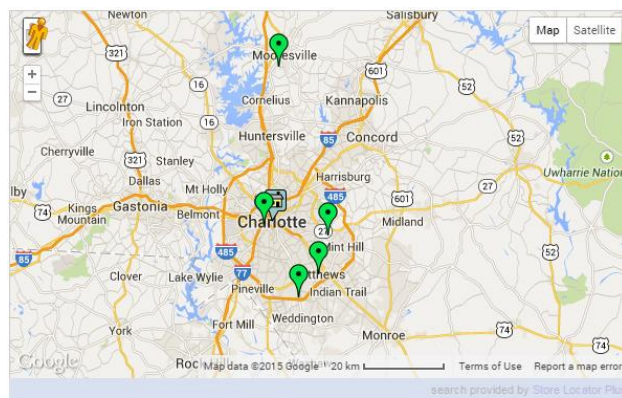 Newton
Salisbury
Map Satellite
321
Mooresville
601
+
−
16
52
27
Cornelius
Kannapolis
Lincolnton
Iron Station
16
Huntersville
85
Concord
52
Cherryville
321
Stanley
Uwharrie Nation
Dallas
Mt Holly
Harrisburg
485
27
lby
74
Kings Mountain
Gastonia
Belmont
601
Charlotte
Midland
52
27
Mint Hill
85
485
77
Clover
Lake Wylie
Matthews
Pineville
Indian Trail
Fort Mill
Weddington
74
York
Monroe
74
Google
Rock
Map data ©2015 Google
20 km
Terms of Use
Report a map error
search provided by Store Locator Plus